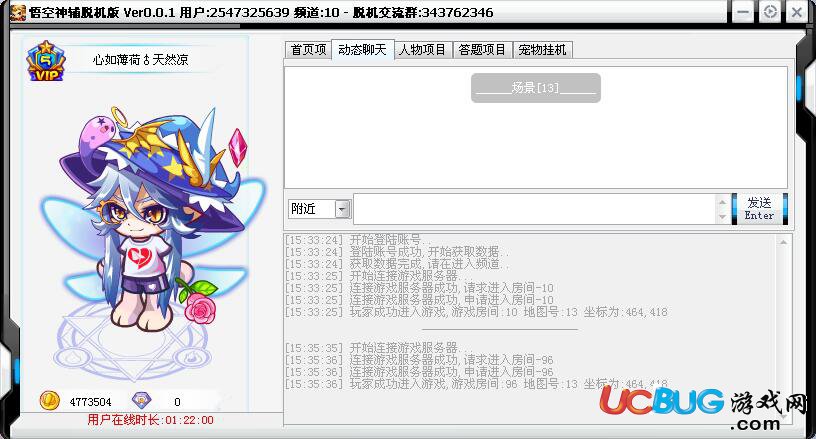 悟空神辅脱机版 Ver0.0.1 用户:2547325639 频道:10 - 脱机交流群:343762346
5
VIP
心如薄荷♁天然凉
首页项 动态聊天 人物项目 答题项目 宠物挂机
______场景[13]______
附近
发送
Enter
[15:33:24] 开始登陆账号..
[15:33:24] 登陆账号成功,开始获取数据..
[15:33:24] 获取数据完成,请在进入频道..
[15:33:25] 开始连接游戏服务器...
[15:33:25] 连接游戏服务器成功,请求进入房间-10
[15:33:25] 连接游戏服务器成功,申请进入房间-10
[15:33:25] 玩家成功进入游戏,游戏房间:10 地图号:13 坐标为:464,418
[15:35:35] 开始连接游戏服务器...
[15:35:36] 连接游戏服务器成功,请求进入房间-96
[15:35:36] 连接游戏服务器成功,申请进入房间-96
[15:35:36] 玩家成功进入游戏,游戏房间:96 地图号:13 坐标为:464,418
4773504 0
用户在线时长:01:22:00
UCBUG游戏网
.com